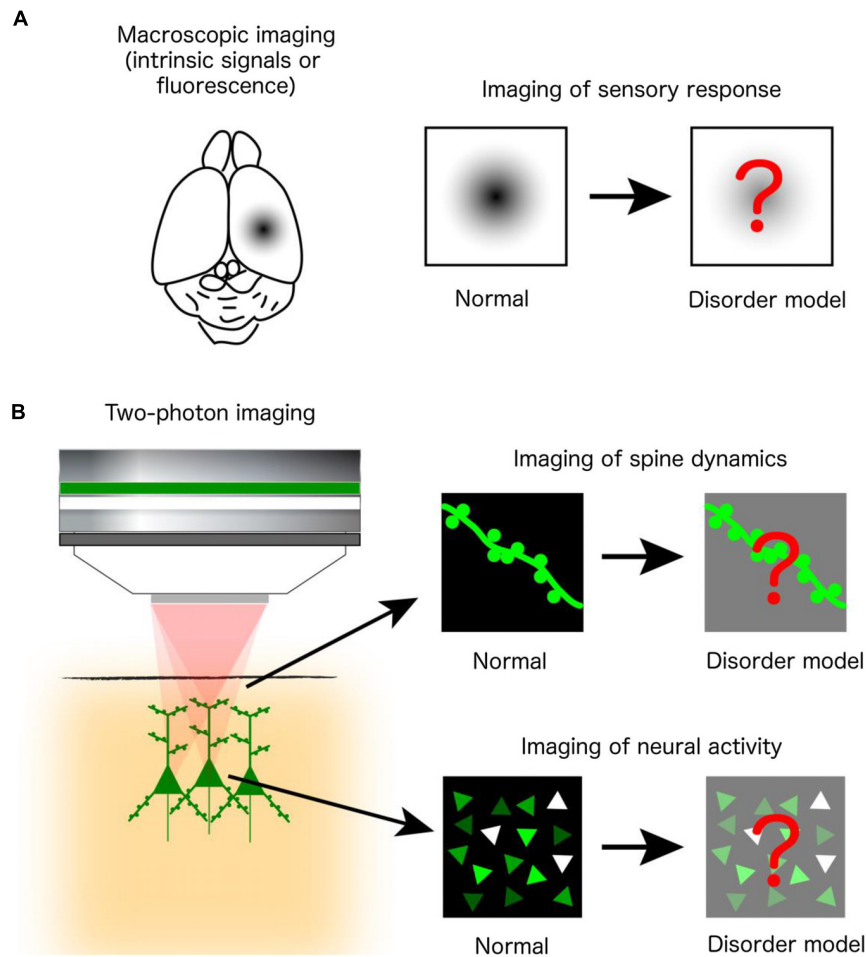 A
Macroscopic imaging
(intrinsic signals or
fluorescence)
Imaging of sensory response
?
Normal
Disorder model
B
Two-photon imaging
Imaging of spine dynamics
?
Normal
Disorder model
Imaging of neural activity
?
Normal
Disorder model